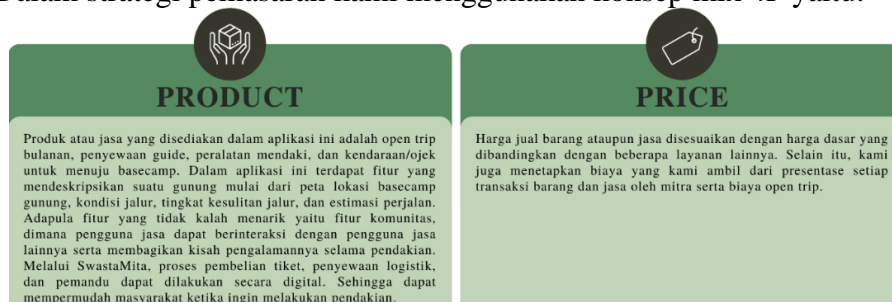 Dalam strategi pemasaran kami menggunakan konsep mix 4P yaitu:
PRODUCT
Produk atau jasa yang disediakan dalam aplikasi ini adalah open trip
bulanan, penyewaan guide, peralatan mendaki, dan kendaraan/ojek
untuk menuju basecamp. Dalam aplikasi ini terdapat fitur yang
mendeskripsikan suatu gunung mulai dari peta lokasi basecamp
gunung, kondisi jalur, tingkat kesulitan jalur, dan estimasi perjalan.
Adapula fitur yang tidak kalah menarik yaitu fitur komunitas,
dimana pengguna jasa dapat berinteraksi dengan pengguna jasa
lainnya serta membagikan kisah pengalamannya selama pendakian.
Melalui SwastaMita, proses pembelian tiket, penyewaan logistik,
dan pemandu dapat dilakukan secara digital. Sehingga dapat
mempermudah masyarakat ketika ingin melakukan pendakian.
PRICE
Harga jual barang ataupun jasa disesuaikan dengan harga dasar yang
dibandingkan dengan beberapa layanan lainnya. Selain itu, kami
juga menetapkan biaya yang kami ambil dari presentase setiap
transaksi barang dan jasa oleh mitra serta biaya open trip.